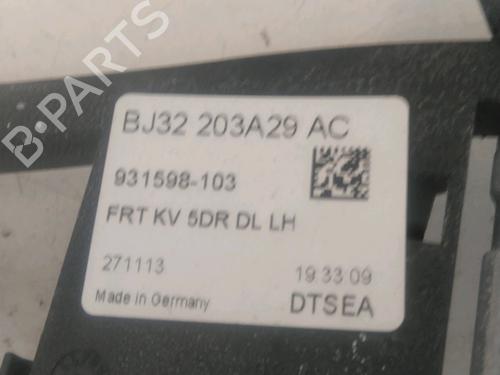 BJ32 203A29 AC
931598-103
FRT KV 5DR DL LH
271113 19:33:09
Made in Germany DTSEA
B-PARTS